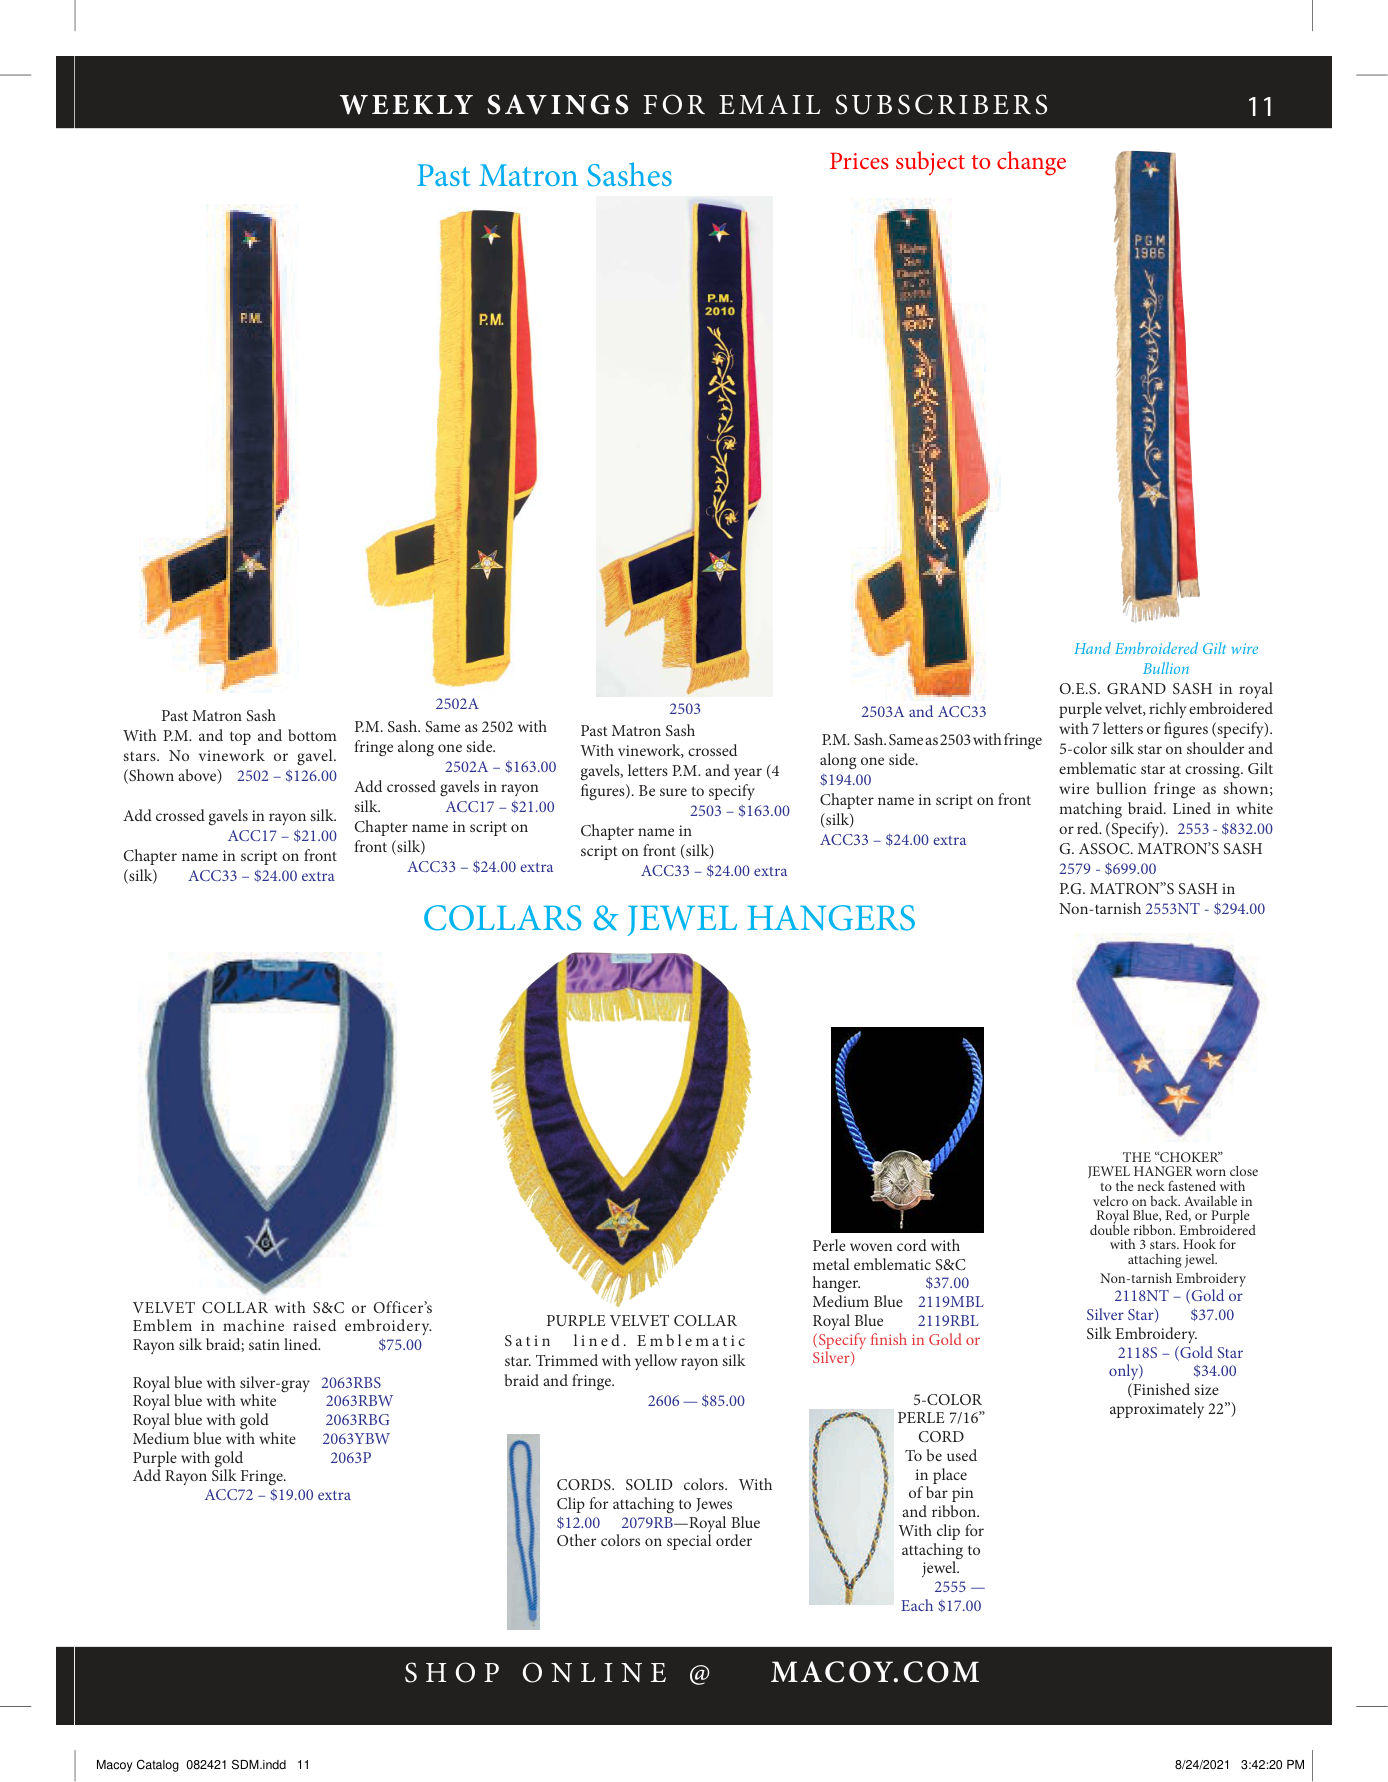 WEEKLY SAVINGS FOR EMAIL SUBSCRIBERS
11
Past Matron Sashes
Prices subject to change
P.M.
P.M.
P.M.
2010
P.M.
1997
P G M
1986
Past Matron Sash
With P.M. and top and bottom
stars. No vinework or gavel.
(Shown above) 2502 – $126.00
Add crossed gavels in rayon silk.
ACC17 – $21.00
Chapter name in script on front
(silk) ACC33 – $24.00 extra
2502A
P.M. Sash. Same as 2502 with
fringe along one side.
2502A – $163.00
Add crossed gavels in rayon
silk. ACC17 – $21.00
Chapter name in script on
front (silk)
ACC33 – $24.00 extra
2503
Past Matron Sash
With vinework, crossed
gavels, letters P.M. and year (4
figures). Be sure to specify
2503 – $163.00
Chapter name in
script on front (silk)
ACC33 – $24.00 extra
2503A and ACC33
P.M. Sash. Same as 2503 with fringe
along one side.
$194.00
Chapter name in script on front
(silk)
ACC33 – $24.00 extra
Hand Embroidered Gilt wire
Bullion
O.E.S. GRAND SASH in royal
purple velvet, richly embroidered
with 7 letters or figures (specify).
5-color silk star on shoulder and
emblematic star at crossing. Gilt
wire bullion fringe as shown;
matching braid. Lined in white
or red. (Specify). 2553 - $832.00
G. ASSOC. MATRON'S SASH
2579 - $699.00
P.G. MATRON"S SASH in
Non-tarnish 2553NT - $294.00
COLLARS & JEWEL HANGERS
VELVET COLLAR with S&C or Officer's
Emblem in machine raised embroidery.
Rayon silk braid; satin lined. $75.00
Royal blue with silver-gray 2063RBS
Royal blue with white 2063RBW
Royal blue with gold 2063RBG
Medium blue with white 2063YBW
Purple with gold 2063P
Add Rayon Silk Fringe.
ACC72 – $19.00 extra
PURPLE VELVET COLLAR
Satin lined. Emblematic
star. Trimmed with yellow rayon silk
braid and fringe.
2606 — $85.00
CORDS. SOLID colors. With
Clip for attaching to Jewes
$12.00 2079RB—Royal Blue
Other colors on special order
Perle woven cord with
metal emblematic S&C
hanger. $37.00
Medium Blue 2119MBL
Royal Blue 2119RBL
(Specify finish in Gold or
Silver)
5-COLOR
PERLE 7/16"
CORD
To be used
in place
of bar pin
and ribbon.
With clip for
attaching to
jewel.
2555 —
Each $17.00
THE "CHOKER"
JEWEL HANGER worn close
to the neck fastened with
velcro on back. Available in
Royal Blue, Red, or Purple
double ribbon. Embroidered
with 3 stars. Hook for
attaching jewel.
Non-tarnish Embroidery
2118NT – (Gold or
Silver Star) $37.00
Silk Embroidery.
2118S – (Gold Star
only) $34.00
(Finished size
approximately 22")
SHOP ONLINE @ MACOY.COM
Macoy Catalog 082421 SDM.indd 11
8/24/2021 3:42:20 PM